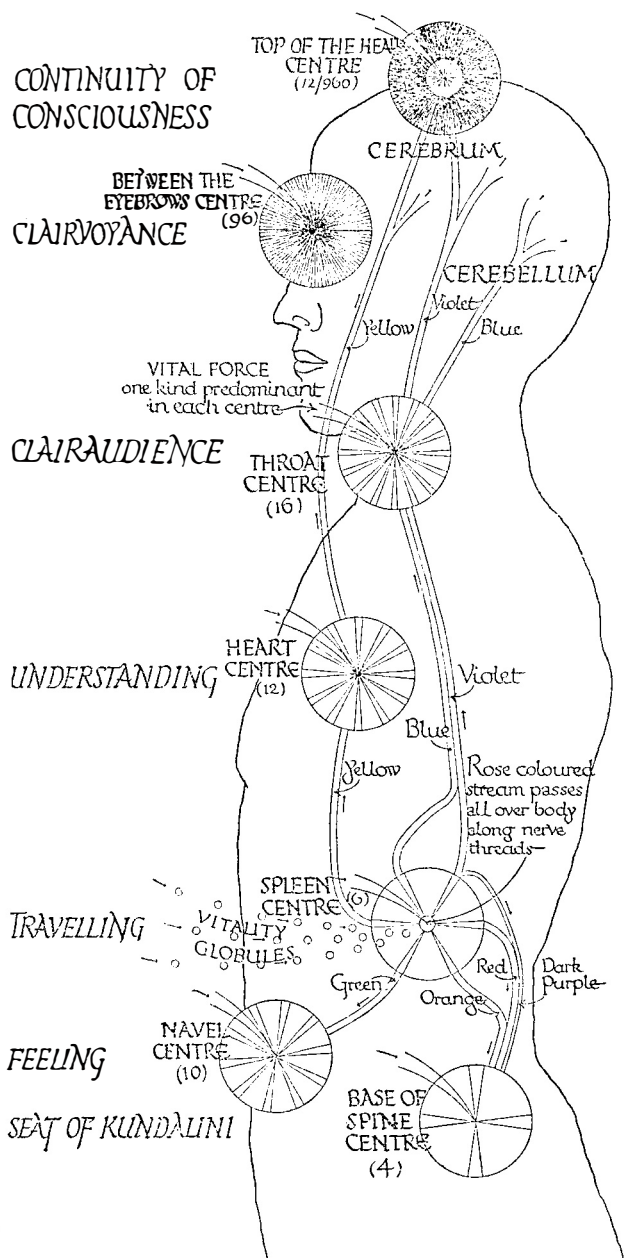 TOP OF THE HEAD
CENTRE
(12/960)
CONTINUITY OF
CONSCIOUSNESS
CEREBRUM
BETWEEN THE
EYEBROWS CENTRE
(96)
CLAIRVOYANCE
CEREBELLUM
Yellow
Violet
Blue
VITAL FORCE
one kind predominant
in each centre
CLAIRAUDIENCE
THROAT
CENTRE
(16)
HEART
CENTRE
(12)
UNDERSTANDING
Violet
Blue
Yellow
Rose coloured
stream passes
all over body
along nerve
threads
SPLEEN
CENTRE
(6)
TRAVELLING
VITALITY
GLOBULES
Green
Orange
Red
Dark
Purple
NAVEL
CENTRE
(10)
FEELING
BASE OF
SPINE
CENTRE
(4)
SEAT OF KUNDALINI